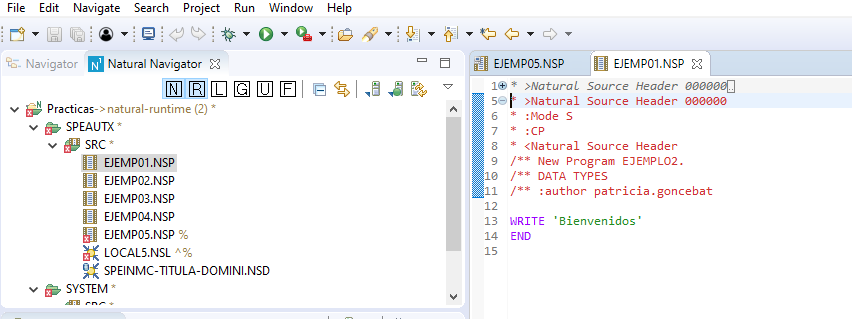 File Edit Navigate Search Project Run Window Help
Navigator Natural Navigator
N R L G U F
Practicas->natural-runtime (2) *
SPEAUTX *
SRC *
EJEMP01.NSP
EJEMP02.NSP
EJEMP03.NSP
EJEMP04.NSP
EJEMP05.NSP %
LOCAL5.NSL ^%
SPEINMC-TITULA-DOMINI.NSD
SYSTEM *
SRC *
EJEMP05.NSP EJEMP01.NSP
1 * >Natural Source Header 000000
5 * >Natural Source Header 000000
6 * :Mode S
7 * :CP
8 * <Natural Source Header
9 /** New Program EJEMPLO2.
10 /** DATA TYPES
11 /** :author patricia.goncebat
12
13 WRITE 'Bienvenidos'
14 END
15